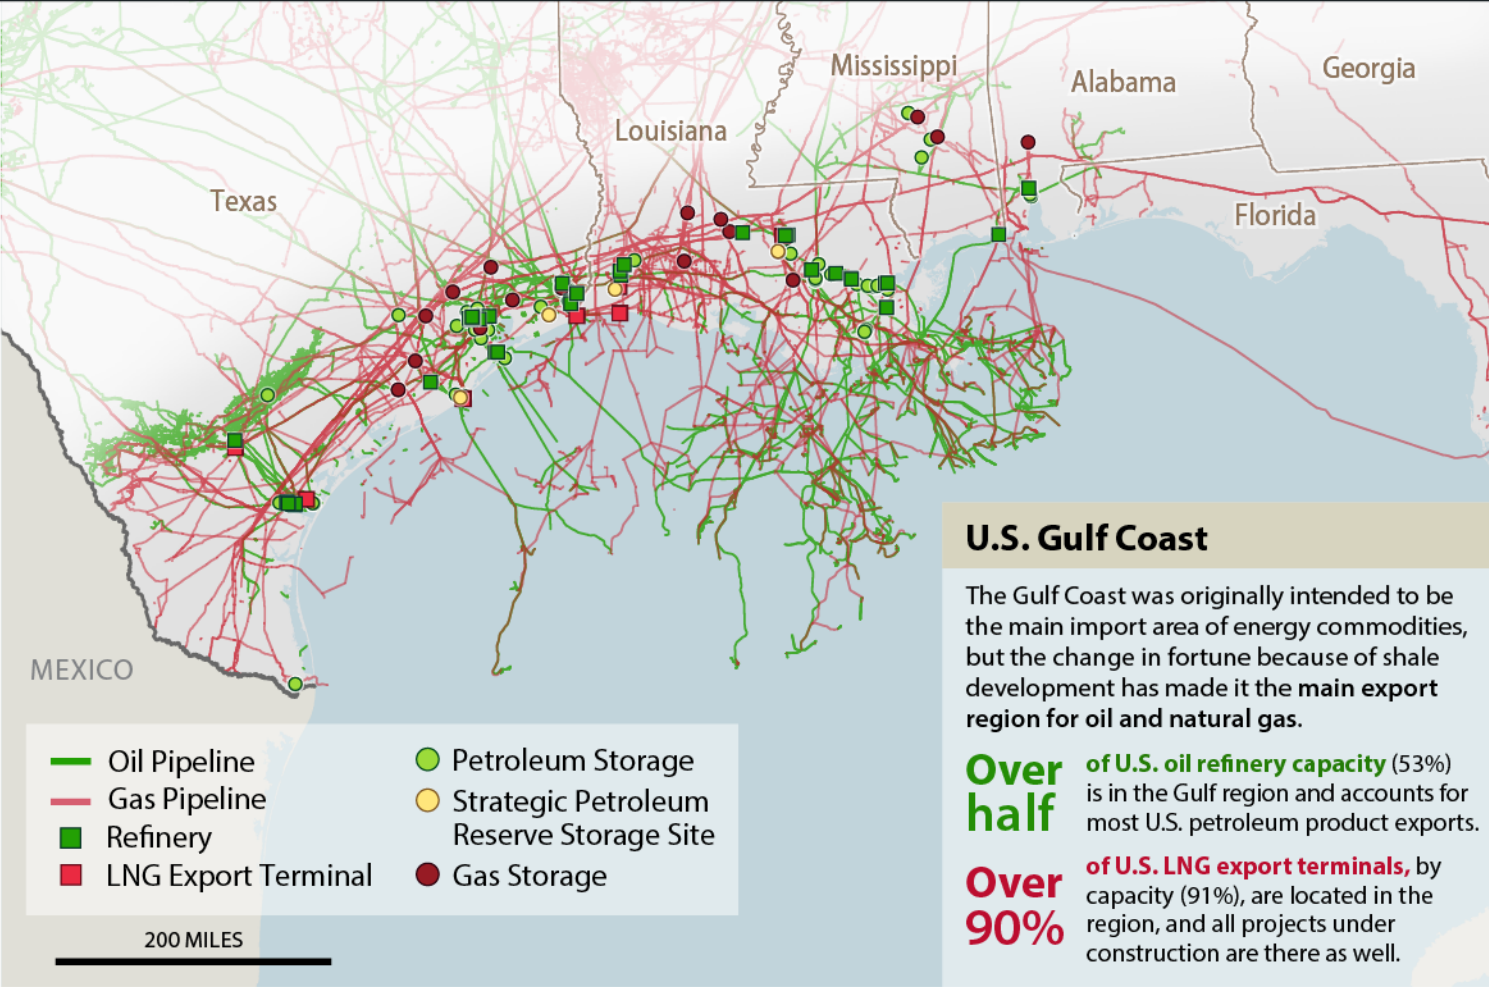 Mississippi
Alabama
Georgia
Louisiana
Texas
Florida
MEXICO
Oil Pipeline
Gas Pipeline
Refinery
LNG Export Terminal
Petroleum Storage
Strategic Petroleum
Reserve Storage Site
Gas Storage
200 MILES
U.S. Gulf Coast
The Gulf Coast was originally intended to be
the main import area of energy commodities,
but the change in fortune because of shale
development has made it the main export
region for oil and natural gas.
Over
half
of U.S. oil refinery capacity (53%)
is in the Gulf region and accounts for
most U.S. petroleum product exports.
Over
90%
of U.S. LNG export terminals, by
capacity (91%), are located in the
region, and all projects under
construction are there as well.